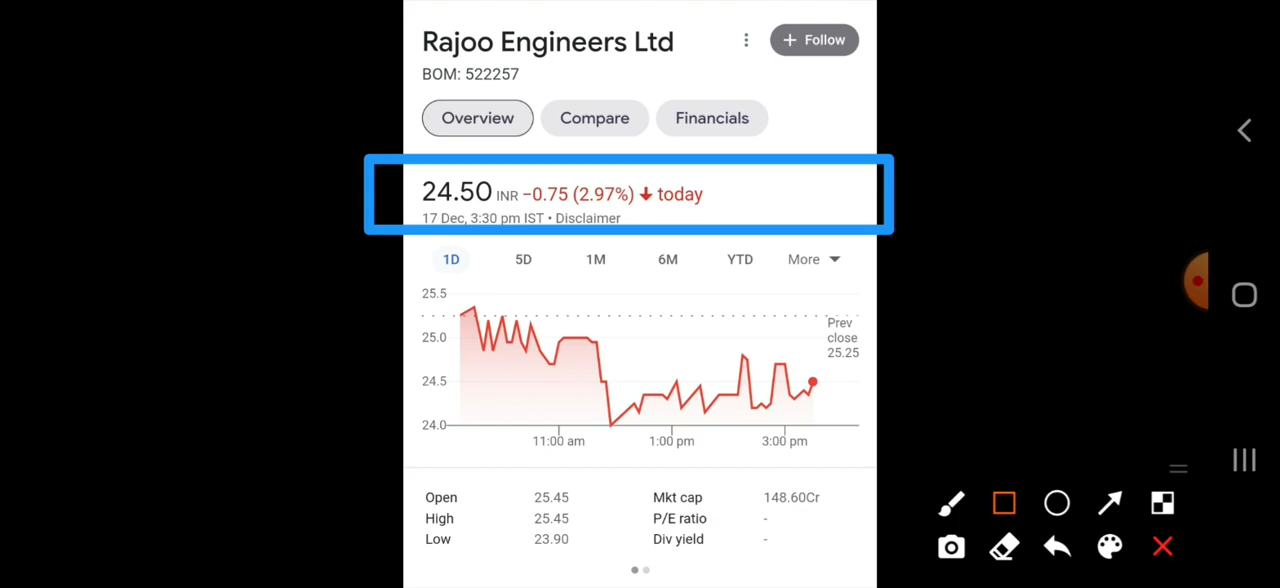 Rajoo Engineers Ltd
+ Follow
BOM: 522257
Overview
Compare
Financials
24.50 INR −0.75 (2.97%) ↓ today
17 Dec, 3:30 pm IST • Disclaimer
1D 5D 1M 6M YTD More
25.5
25.0
24.5
24.0
Prev
close
25.25
11:00 am 1:00 pm 3:00 pm
Open 25.45 Mkt cap 148.60Cr
High 25.45 P/E ratio -
Low 23.90 Div yield -